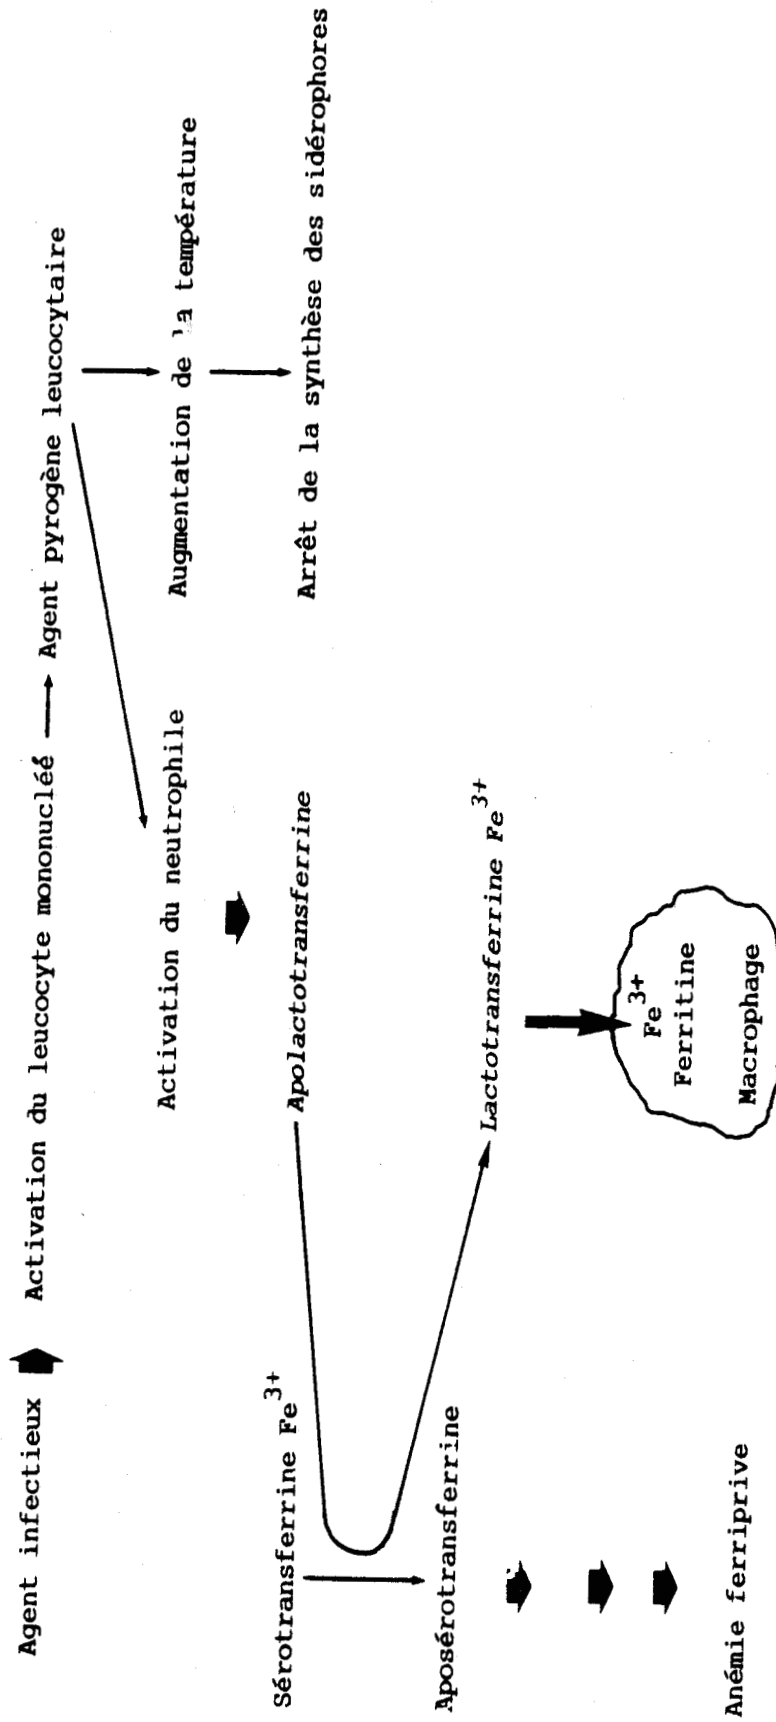 Agent infectieux
Activation du leucocyte mononucléé
Agent pyrogène leucocytaire
Activation du neutrophile
Augmentation de la température
Sérotransferrine Fe3+
Apolactotransferrine
Arrêt de la synthèse des sidérophores
Aposérotransferrine
Lactotransferrine Fe3+
Fe3+
Ferritine
Macrophage
Anémie ferriprive